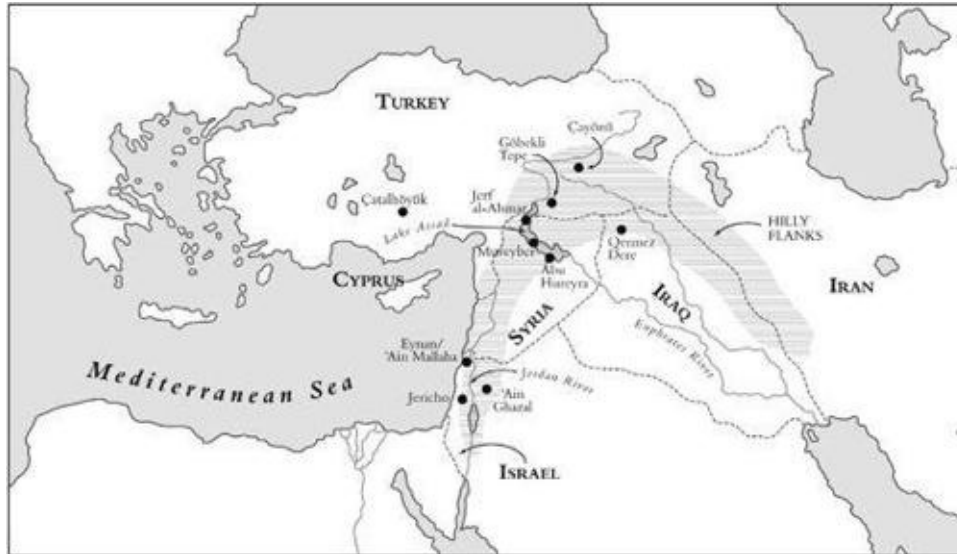 TURKEY
Göbekli
Tepe
Çayönü
Çatalhöyük
Jerf
al-Ahmar
Lake Assad
Mureyber
Abu
Hureyra
Qermez
Dere
HILLY
FLANKS
CYPRUS
SYRIA
IRAQ
IRAN
Euphrates River
Eynan/
'Ain Mallaha
Mediterranean Sea
Jordan River
Jericho
'Ain
Ghazal
ISRAEL